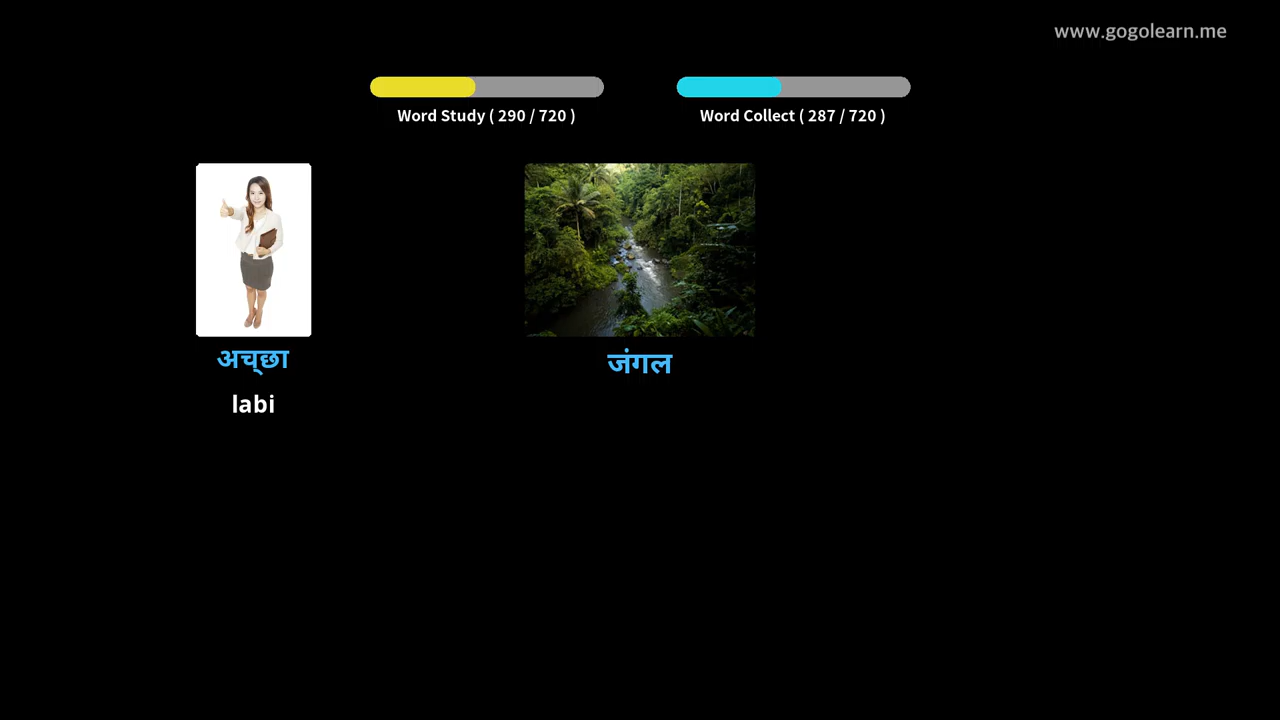 www.gogolearn.me
Word Study ( 290 / 720 )
Word Collect ( 287 / 720 )
अच्छा
जंगल
labi